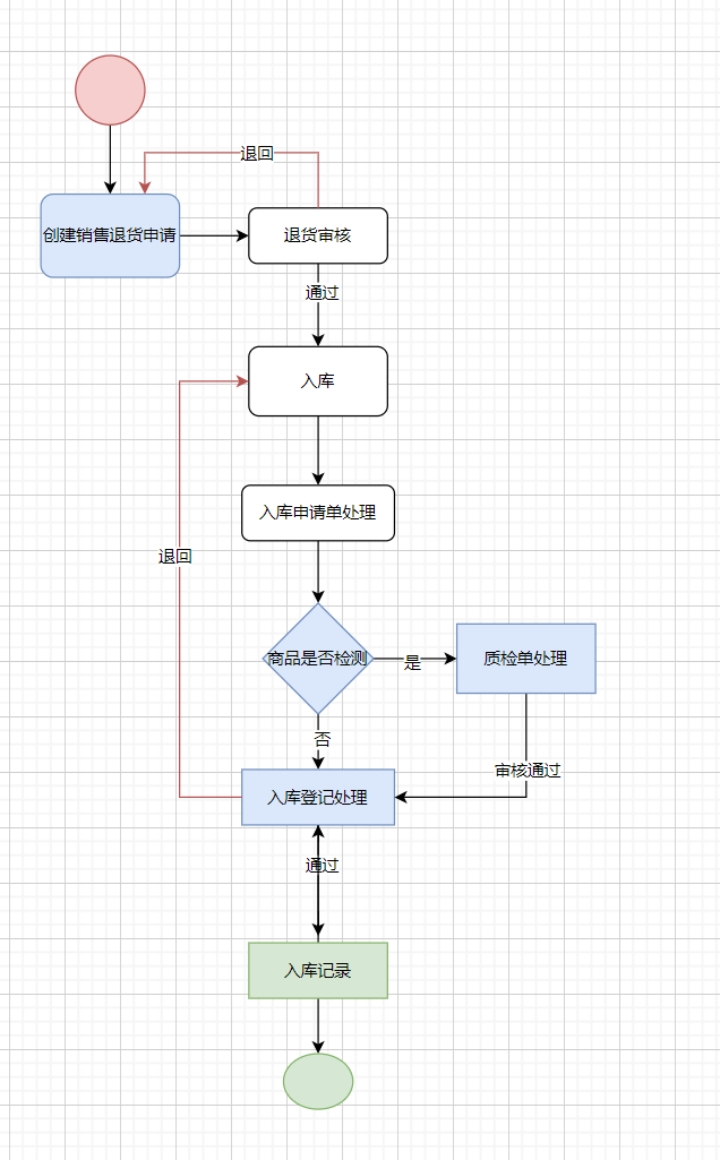 退回
创建销售退货申请
退货审核
通过
入库
入库申请单处理
退回
商品是否检测
是
质检单处理
否
审核通过
入库登记处理
通过
入库记录